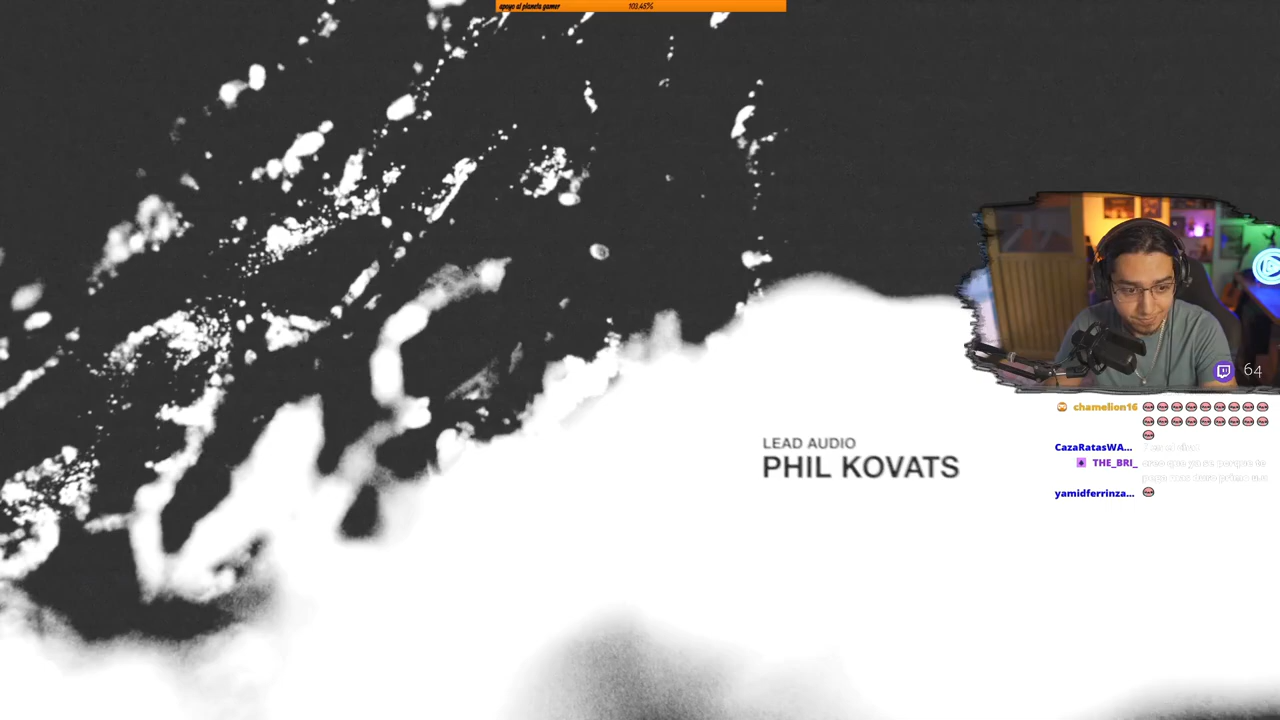 apoyo al planeta gamer 103.45%
64
LEAD AUDIO
PHIL KOVATS
chamelion16
CazaRatasWA...
THE_BRI_
yamidferrinza...